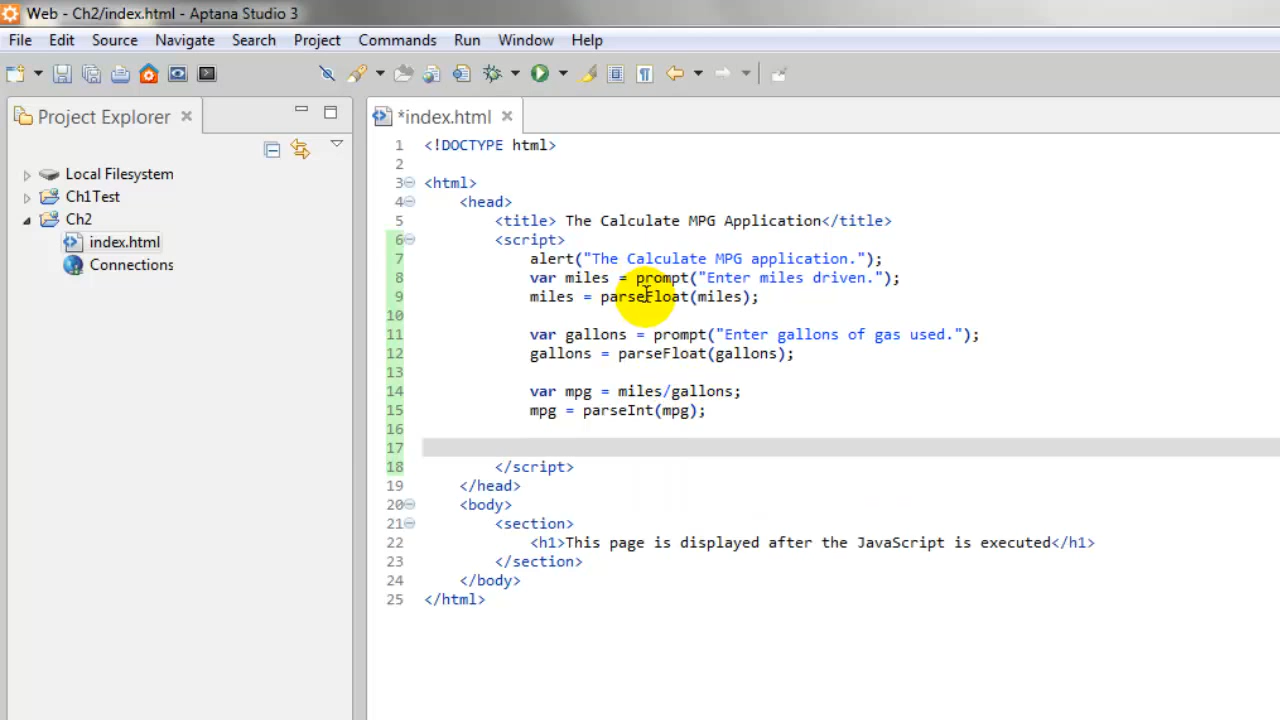 Web - Ch2/index.html - Aptana Studio 3
File Edit Source Navigate Search Project Commands Run Window Help
Project Explorer
*index.html
Local Filesystem
Ch1Test
Ch2
index.html
Connections
1 <!DOCTYPE html>
2
3 <html>
4 <head>
5 <title> The Calculate MPG Application</title>
6 <script>
7 alert("The Calculate MPG application.");
8 var miles = prompt("Enter miles driven.");
9 miles = parseFloat(miles);
10
11 var gallons = prompt("Enter gallons of gas used.");
12 gallons = parseFloat(gallons);
13
14 var mpg = miles/gallons;
15 mpg = parseInt(mpg);
16
17
18 </script>
19 </head>
20 <body>
21 <section>
22 <h1>This page is displayed after the JavaScript is executed</h1>
23 </section>
24 </body>
25 </html>